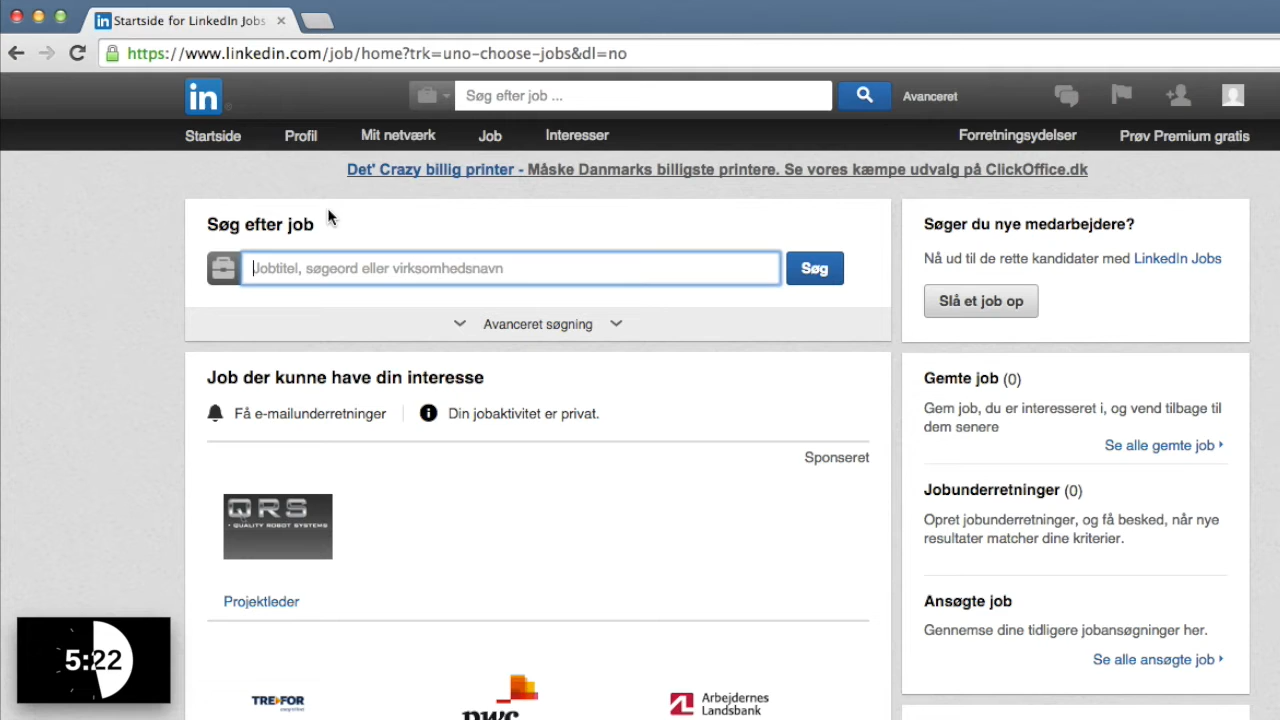 Startside for LinkedIn Jobs
https://www.linkedin.com/job/home?trk=uno-choose-jobs&dl=no
in
Søg efter job ...
Avanceret
Startside
Profil
Mit netværk
Job
Interesser
Forretningsydelser
Prøv Premium gratis
Det' Crazy billig printer - Måske Danmarks billigste printere. Se vores kæmpe udvalg på ClickOffice.dk
Søg efter job
Jobtitel, søgeord eller virksomhedsnavn
Søg
Avanceret søgning
Job der kunne have din interesse
Få e-mailunderretninger
Din jobaktivitet er privat.
Sponseret
QRS
QUALITY ROBOT SYSTEMS
Projektleder
TREFOR
pwc
Arbejdernes
Landsbank
Søger du nye medarbejdere?
Nå ud til de rette kandidater med LinkedIn Jobs
Slå et job op
Gemte job (0)
Gem job, du er interesseret i, og vend tilbage til
dem senere
Se alle gemte job
Jobunderretninger (0)
Opret jobunderretninger, og få besked, når nye
resultater matcher dine kriterier.
Ansøgte job
Gennemse dine tidligere jobansøgninger her.
Se alle ansøgte job
5:22